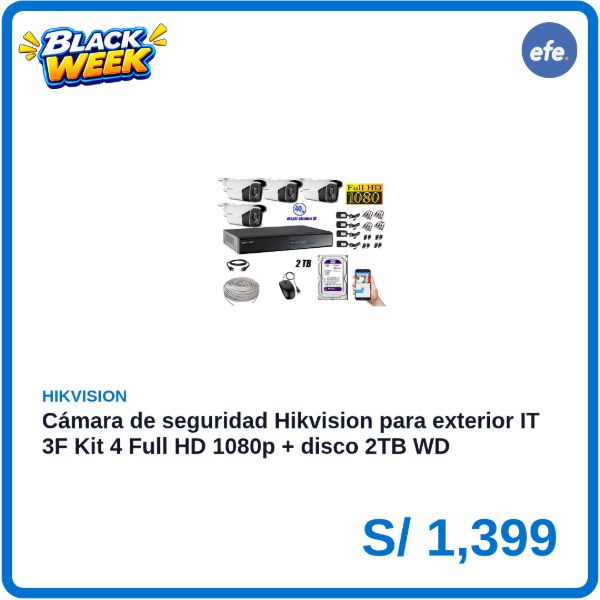 BLACK
WEEK
efe.
Full HD
1080
40
2 TB
HIKVISION
Cámara de seguridad Hikvision para exterior IT
3F Kit 4 Full HD 1080p + disco 2TB WD
S/ 1,399